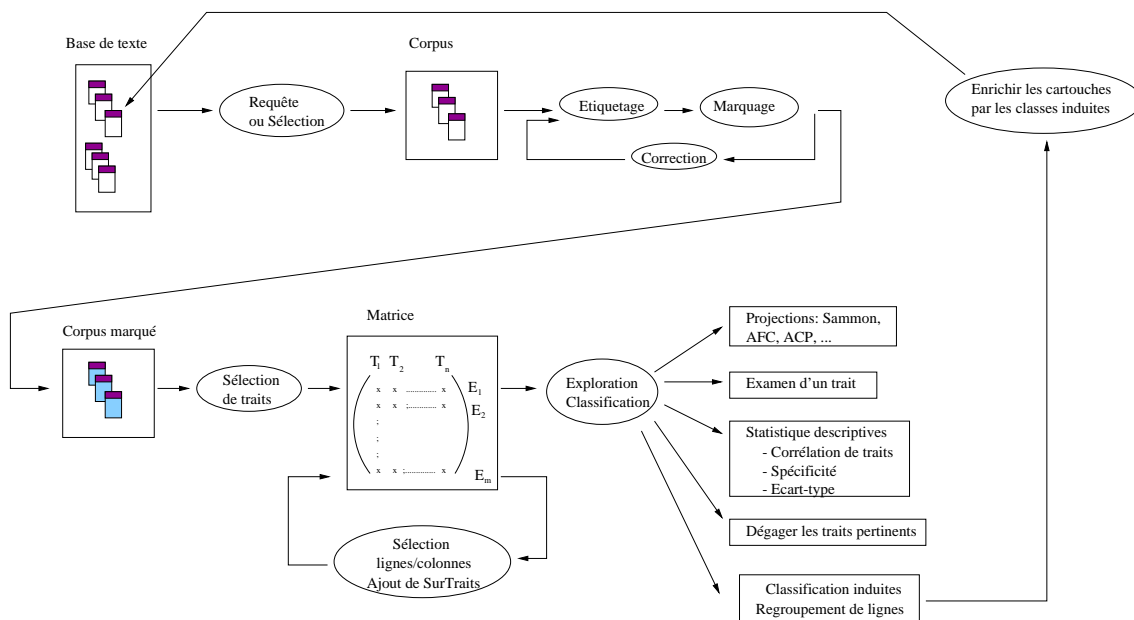 Base de texte
Corpus
Requête
ou Sélection
Etiquetage
Marquage
Correction
Enrichir les cartouches
par les classes induites
Corpus marqué
Sélection
de traits
Matrice
T1 T2 Tn
x x .............. x E1
x x ;............. x E2
;
;
;
x x ;.............. x Em
Sélection
lignes/colonnes
Ajout de SurTraits
Exploration
Classification
Projections: Sammon,
AFC, ACP, ...
Examen d'un trait
Statistique descriptives
- Corrélation de traits
- Spécificité
- Ecart-type
Dégager les traits pertinents
Classification induites
Regroupement de lignes